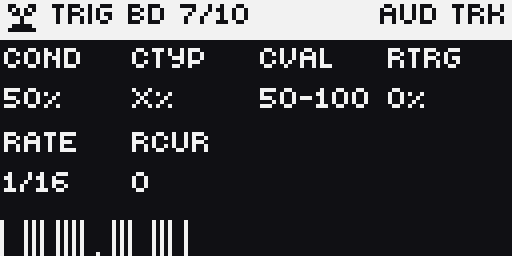 TRIG BD 7/10 AUD TRK
COND CTYP CVAL RTRG
50% X% 50-100 0%
RATE RCUR
1/16 0